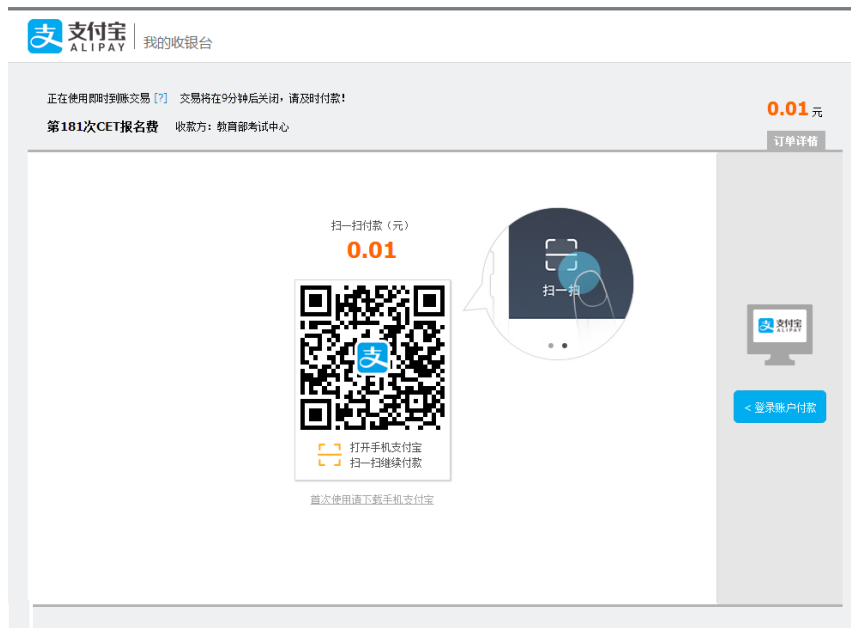 支付宝
ALIPAY
我的收银台
正在使用即时到账交易 [?] 交易将在9分钟后关闭，请及时付款！
0.01 元
第181次CET报名费 收款方：教育部考试中心
订单详情
扫一扫付款（元）
0.01
扫一扫
支
支付宝
ALIPAY
< 登录账户付款
打开手机支付宝
扫一扫继续付款
首次使用请下载手机支付宝